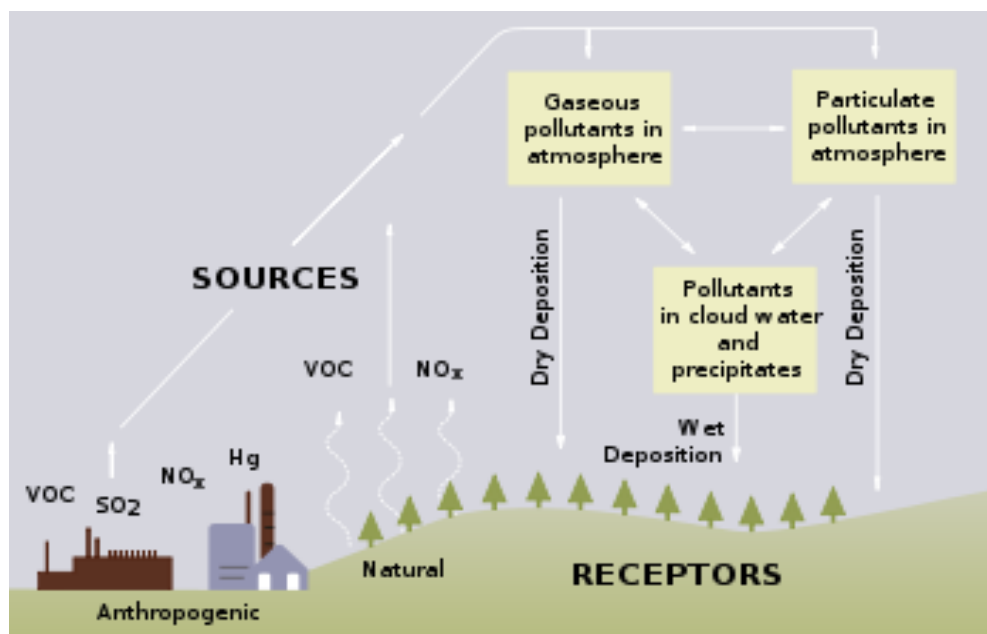 Gaseous
pollutants in
atmosphere
Particulate
pollutants in
atmosphere
SOURCES
Dry Deposition
Pollutants
in cloud water
and
precipitates
Dry Deposition
VOC
NOx
Wet
Deposition
VOC
SO2
NOx
Hg
Natural
RECEPTORS
Anthropogenic